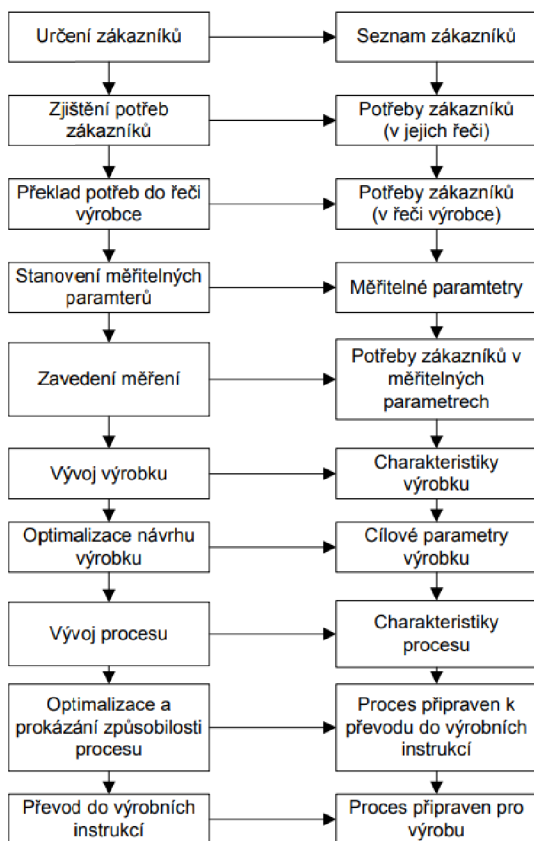 Určení zákazníků
Seznam zákazníků
Zjištění potřeb
zákazníků
Potřeby zákazníků
(v jejich řeči)
Překlad potřeb do řeči
výrobce
Potřeby zákazníků
(v řeči výrobce)
Stanovení měřitelných
paramterů
Měřitelné paramtetry
Zavedení měření
Potřeby zákazníků v
měřitelných
parametrech
Vývoj výrobku
Charakteristiky
výrobku
Optimalizace návrhu
výrobku
Cílové parametry
výrobku
Vývoj procesu
Charakteristiky
procesu
Optimalizace a
prokázání způsobilosti
procesu
Proces připraven k
převodu do výrobních
instrukcí
Převod do výrobních
instrukcí
Proces připraven pro
výrobu